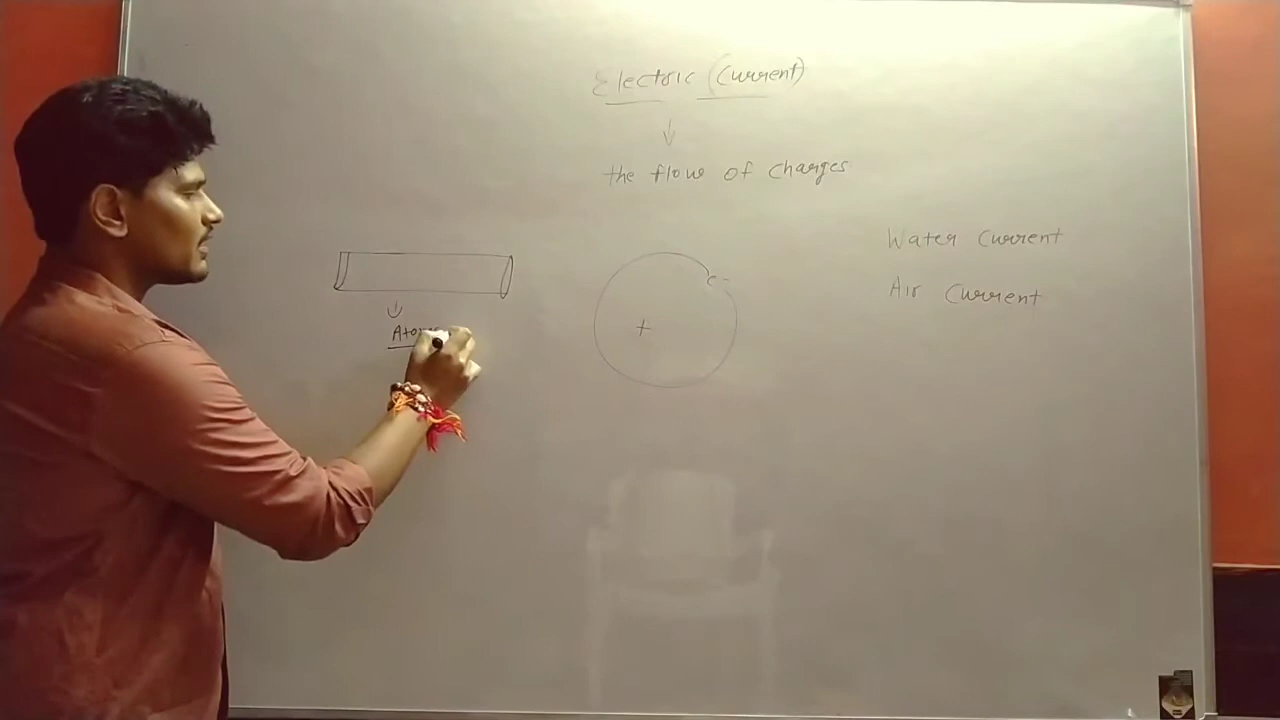 Electric (Current)
the flow of charges
Water Current
Air Current
e-
+